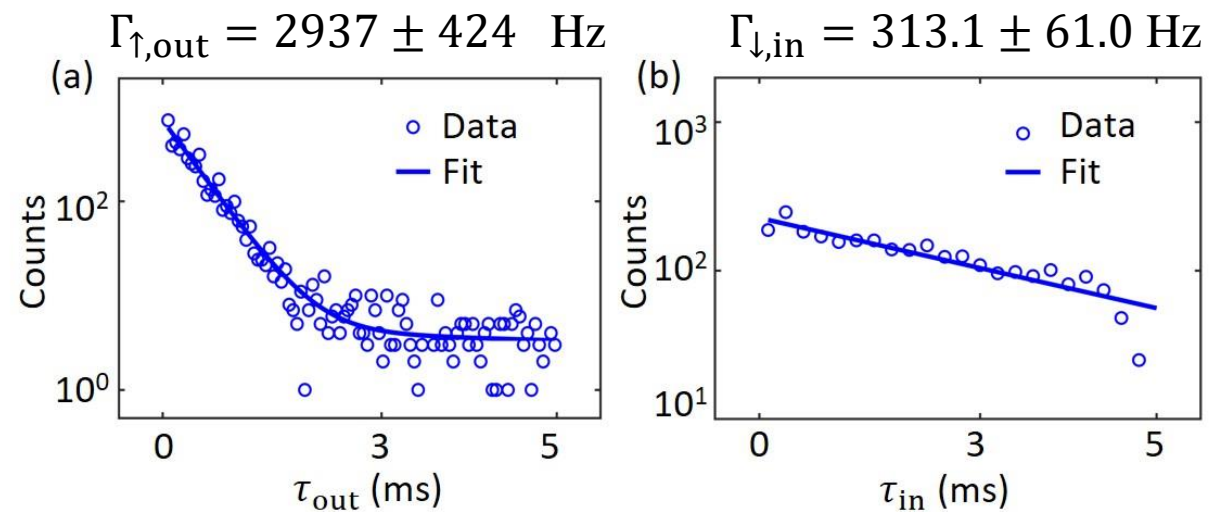 Γ↑,out = 2937 ± 424 Hz
Γ↓,in = 313.1 ± 61.0 Hz
(a)
Data
Fit
Counts
10²
10⁰
0
3
5
τout (ms)
(b)
Data
Fit
Counts
10³
10²
10¹
0
3
5
τin (ms)